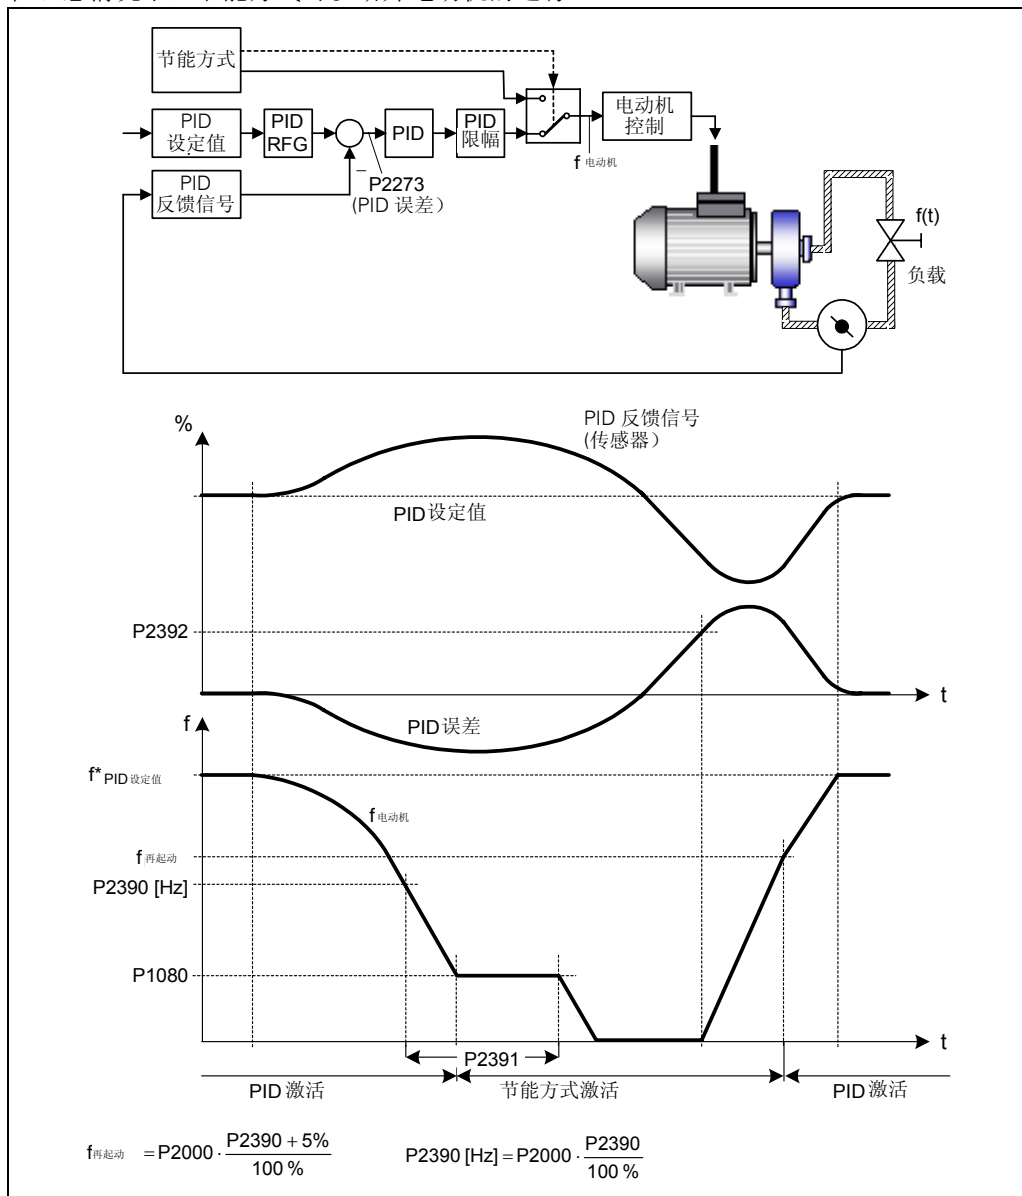 节能方式
PID
设定值
PID
RFG
PID
PID
限幅
电动机
控制
f 电动机
PID
反馈信号
−
P2273
(PID 误差)
f(t)
负载
%
PID 反馈信号
(传感器)
PID设定值
P2392
t
PID误差
f
f* PID设定值
f 电动机
f 再起动
P2390 [Hz]
P1080
t
P2391
PID 激活
节能方式激活
PID 激活
f再起动 = P2000 · (P2390 + 5%) / 100 %
P2390 [Hz] = P2000 · P2390 / 100 %